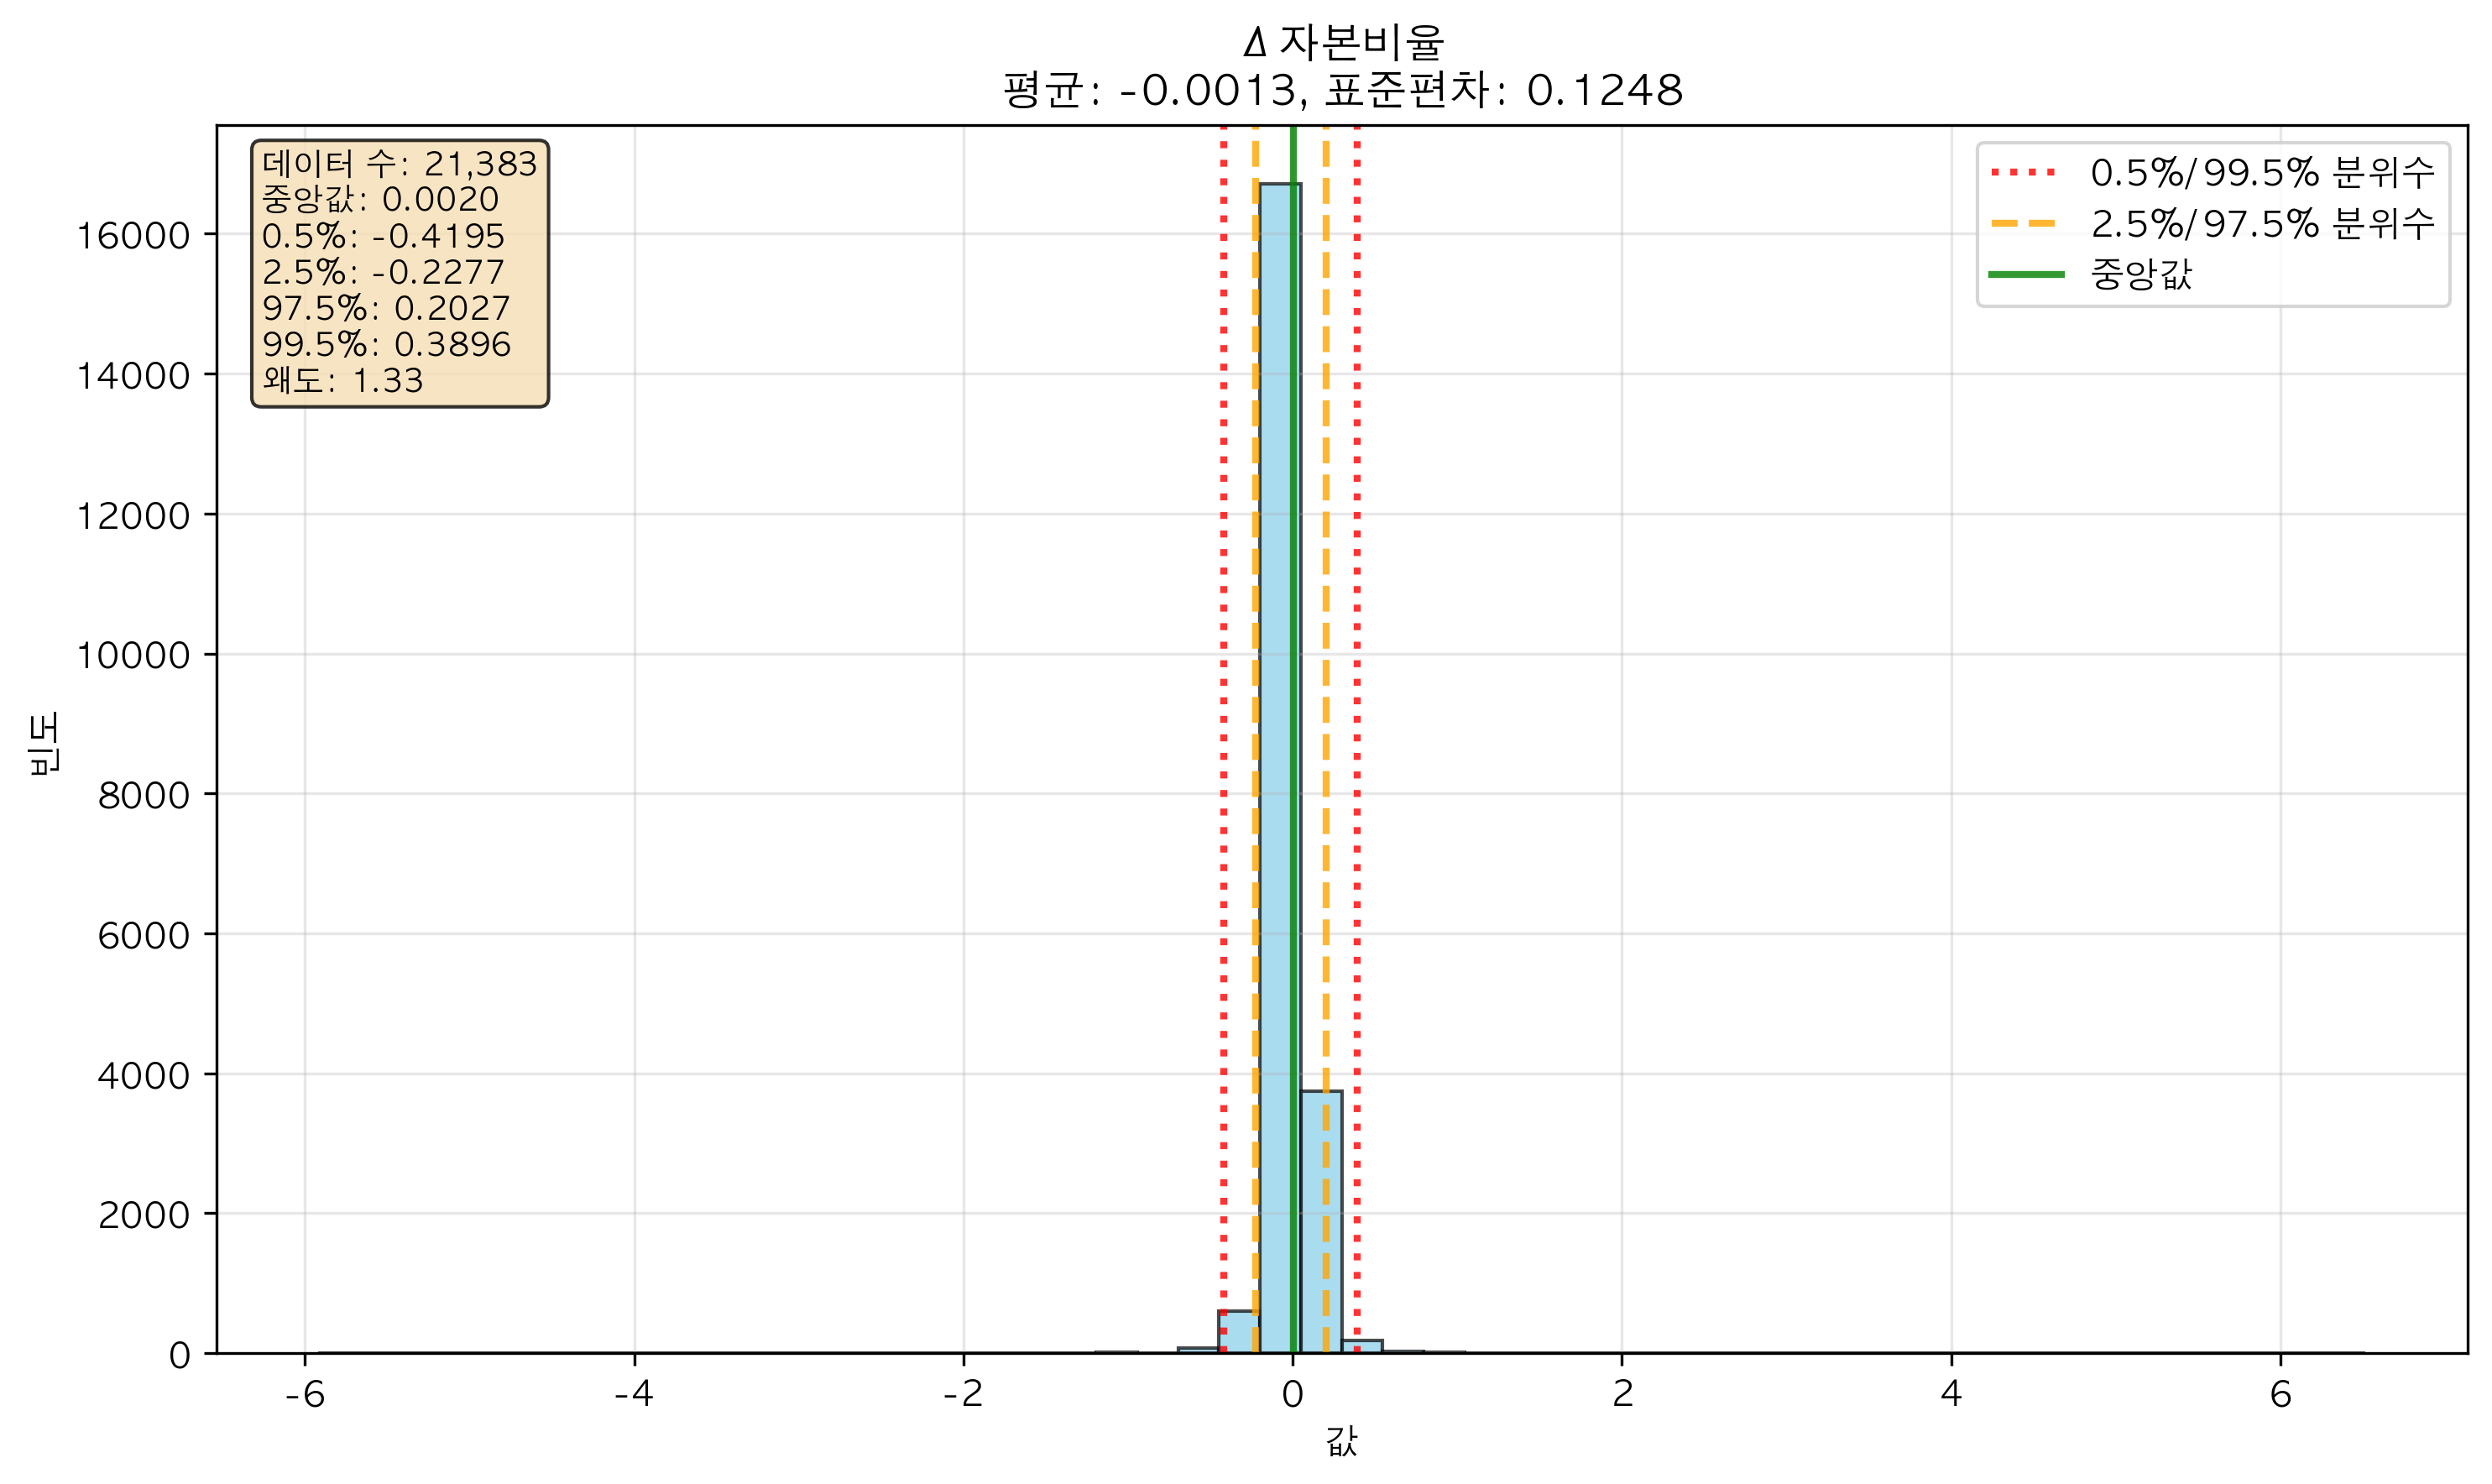 Δ 자본비율
평균: -0.0013, 표준편차: 0.1248
데이터 수: 21,383
중앙값: 0.0020
0.5%: -0.4195
2.5%: -0.2277
97.5%: 0.2027
99.5%: 0.3896
왜도: 1.33
0.5%/99.5% 분위수
2.5%/97.5% 분위수
중앙값
16000
14000
12000
10000
8000
6000
4000
2000
0
빈도
-6 -4 -2 0 2 4 6
값